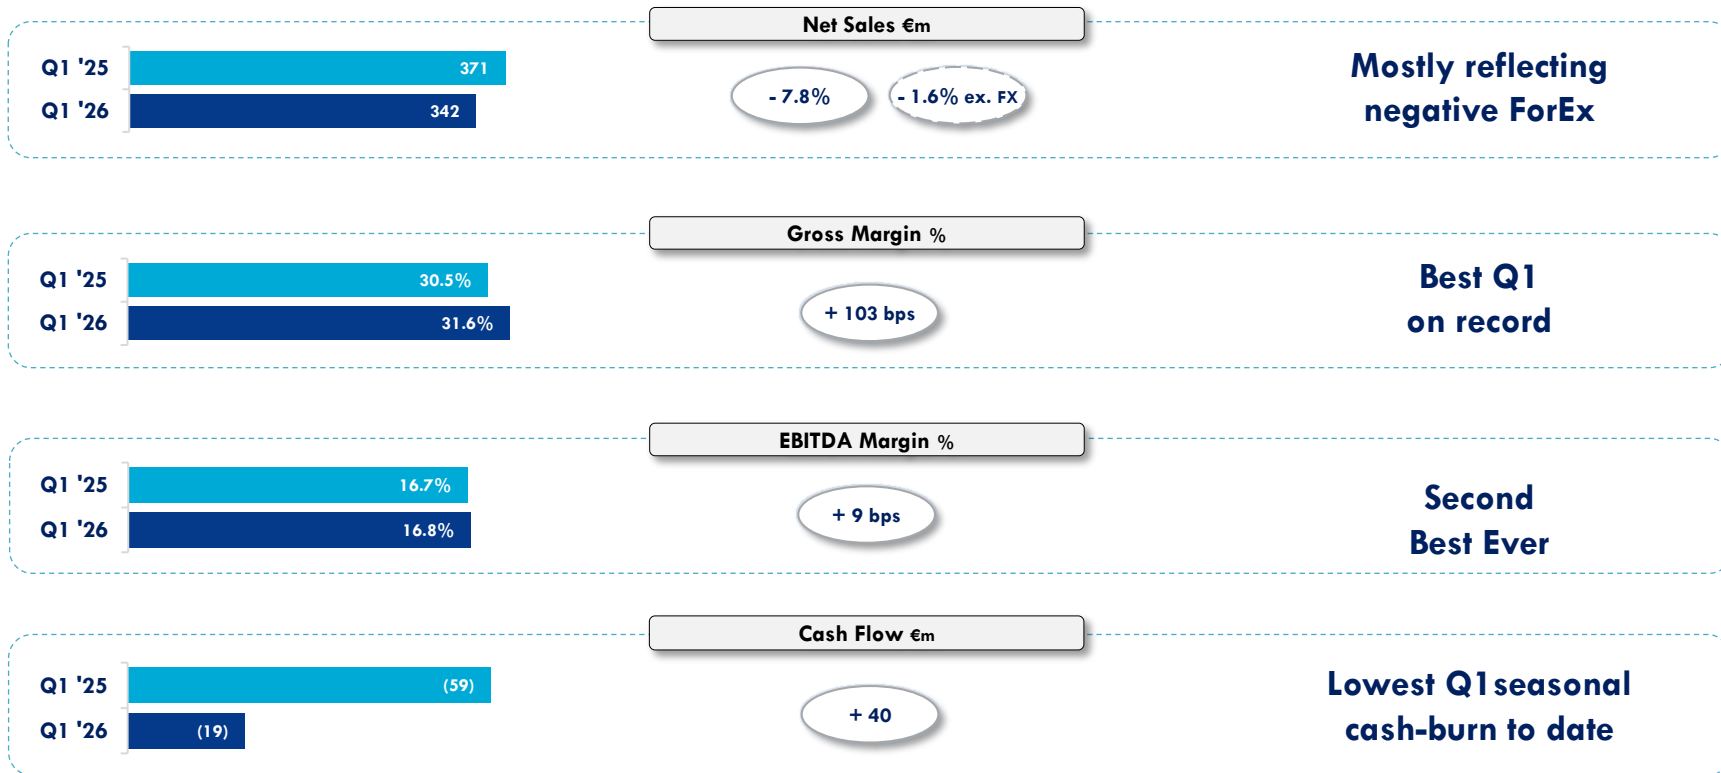 Net Sales €m
Q1 '25
371
Q1 '26
342
- 7.8%
- 1.6% ex. FX
Mostly reflecting
negative ForEx
Gross Margin %
Q1 '25
30.5%
Q1 '26
31.6%
+ 103 bps
Best Q1
on record
EBITDA Margin %
Q1 '25
16.7%
Q1 '26
16.8%
+ 9 bps
Second
Best Ever
Cash Flow €m
Q1 '25
(59)
Q1 '26
(19)
+ 40
Lowest Q1seasonal
cash-burn to date